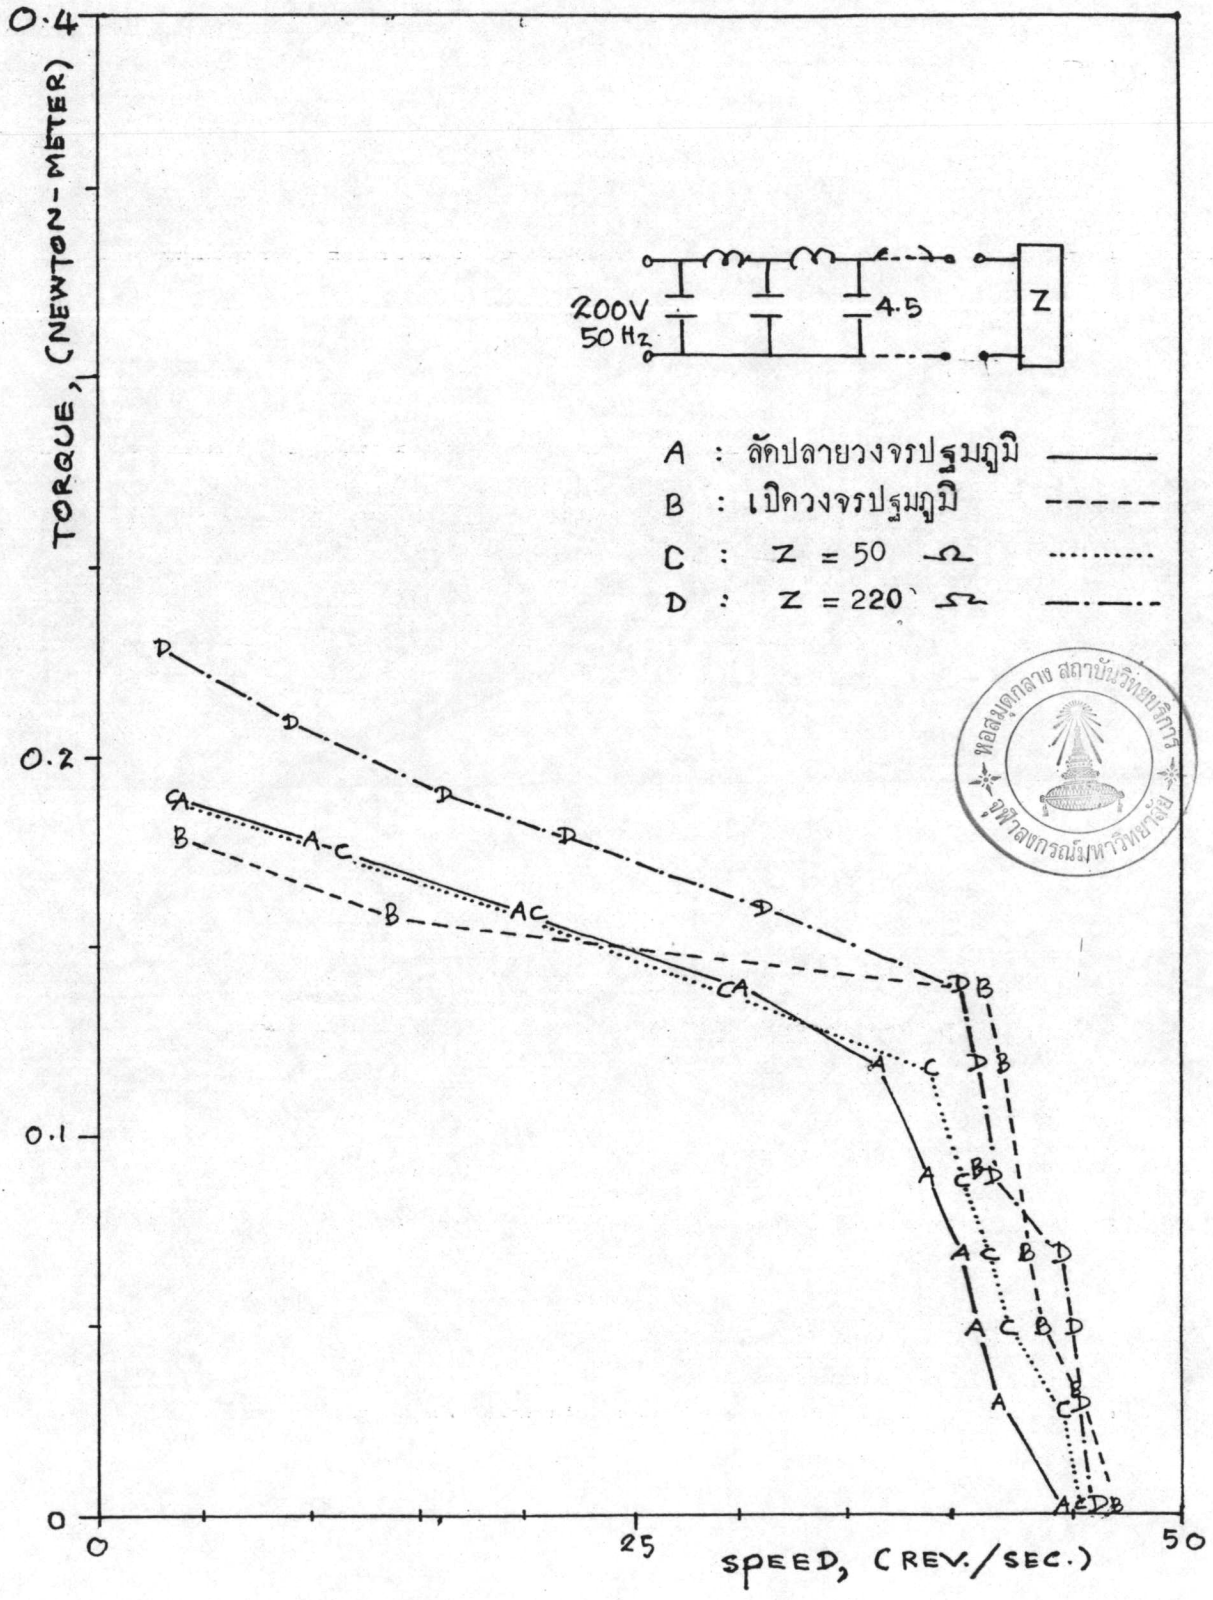 0.4
TORQUE, (NEWTON-METER)
200V
50 Hz
4.5
Z
A : ลัดปลายวงจรปฐมภูมิ
B : เปิดวงจรปฐมภูมิ
C : Z = 50 Ω
D : Z = 220 Ω
หอสมุดกลาง สถาบันวิทยบริการ
จุฬาลงกรณ์มหาวิทยาลัย
D
D
0.2
D
CA
D
A C
B
B
A C
D
C A
D B
A
C
D B
0.1
A
C
B D
A
C
B
D
A
C
B
D
A
C
B
D
A C D B
0
0
25
50
SPEED, (REV./SEC.)